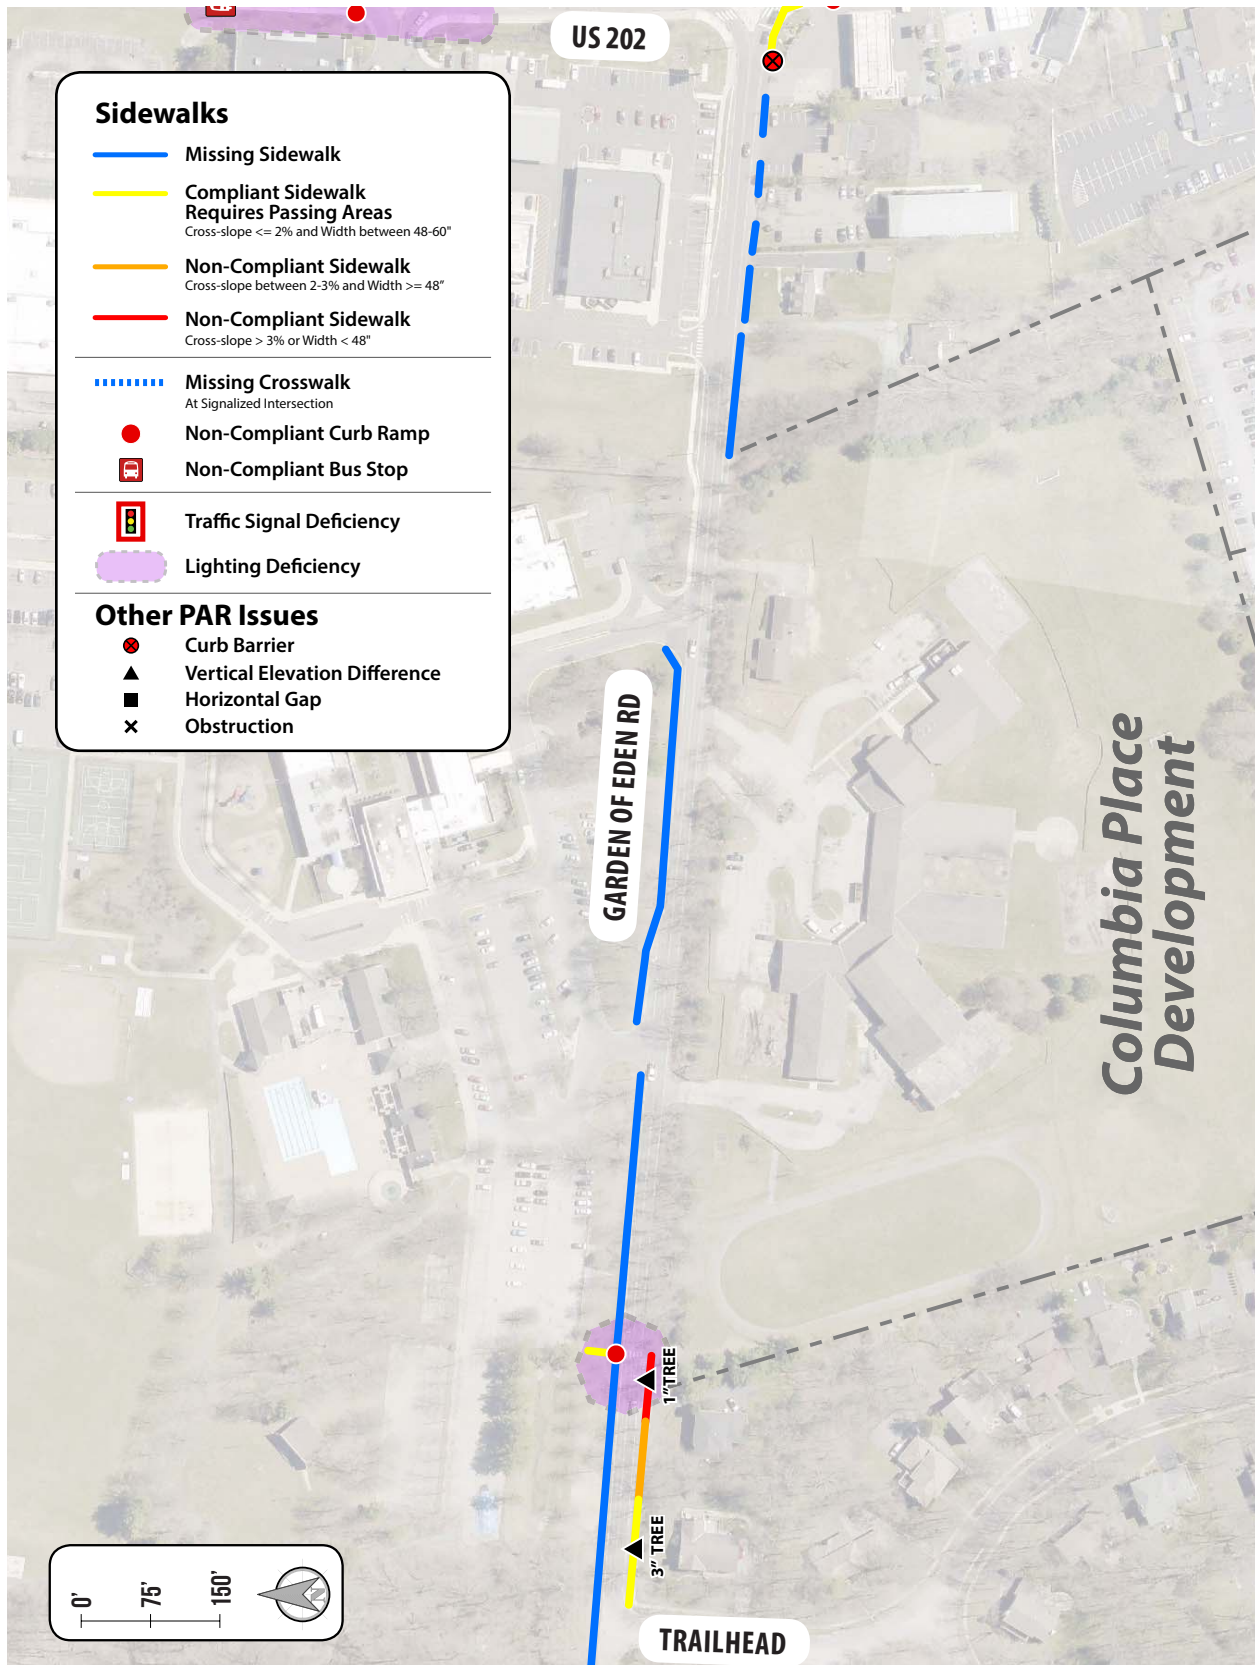 US 202
Sidewalks
Missing Sidewalk
Compliant Sidewalk
Requires Passing Areas
Cross-slope <= 2% and Width between 48-60"
Non-Compliant Sidewalk
Cross-slope between 2-3% and Width >= 48"
Non-Compliant Sidewalk
Cross-slope > 3% or Width < 48"
Missing Crosswalk
At Signalized Intersection
Non-Compliant Curb Ramp
Non-Compliant Bus Stop
Traffic Signal Deficiency
Lighting Deficiency
Other PAR Issues
Curb Barrier
Vertical Elevation Difference
Horizontal Gap
Obstruction
GARDEN OF EDEN RD
Columbia Place
Development
1" TREE
3" TREE
0'
75'
150'
N
TRAILHEAD